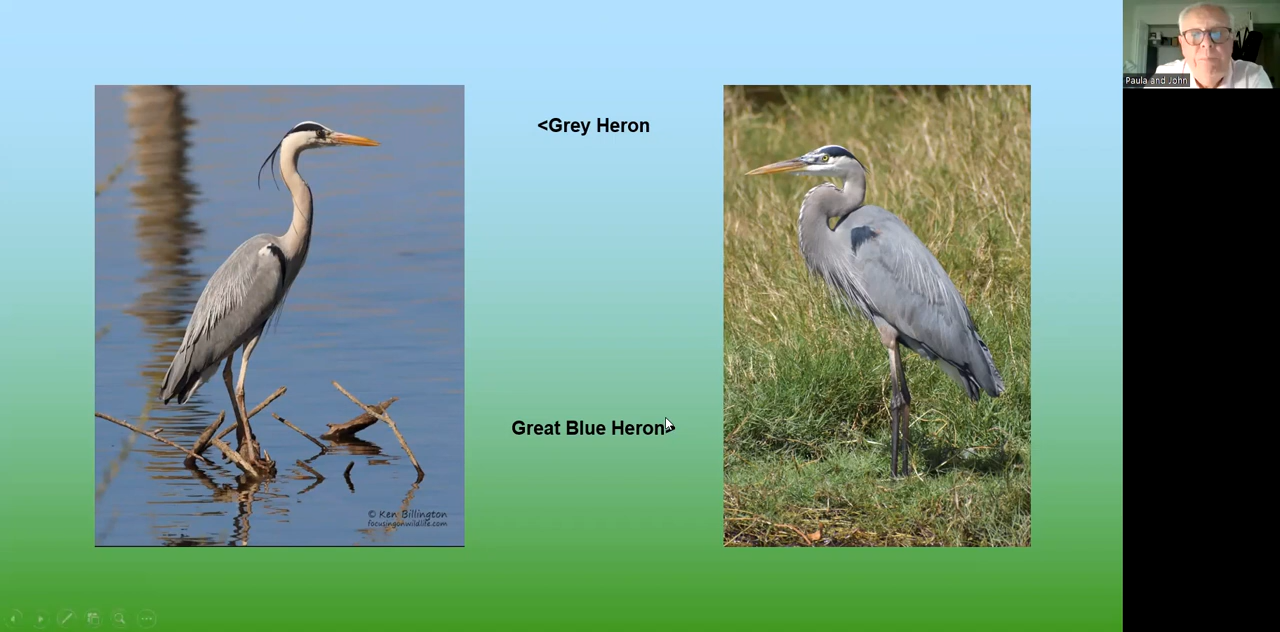 <Grey Heron
Great Blue Heron>
© Ken Billington
focusingonwildlife.com
Paula and John